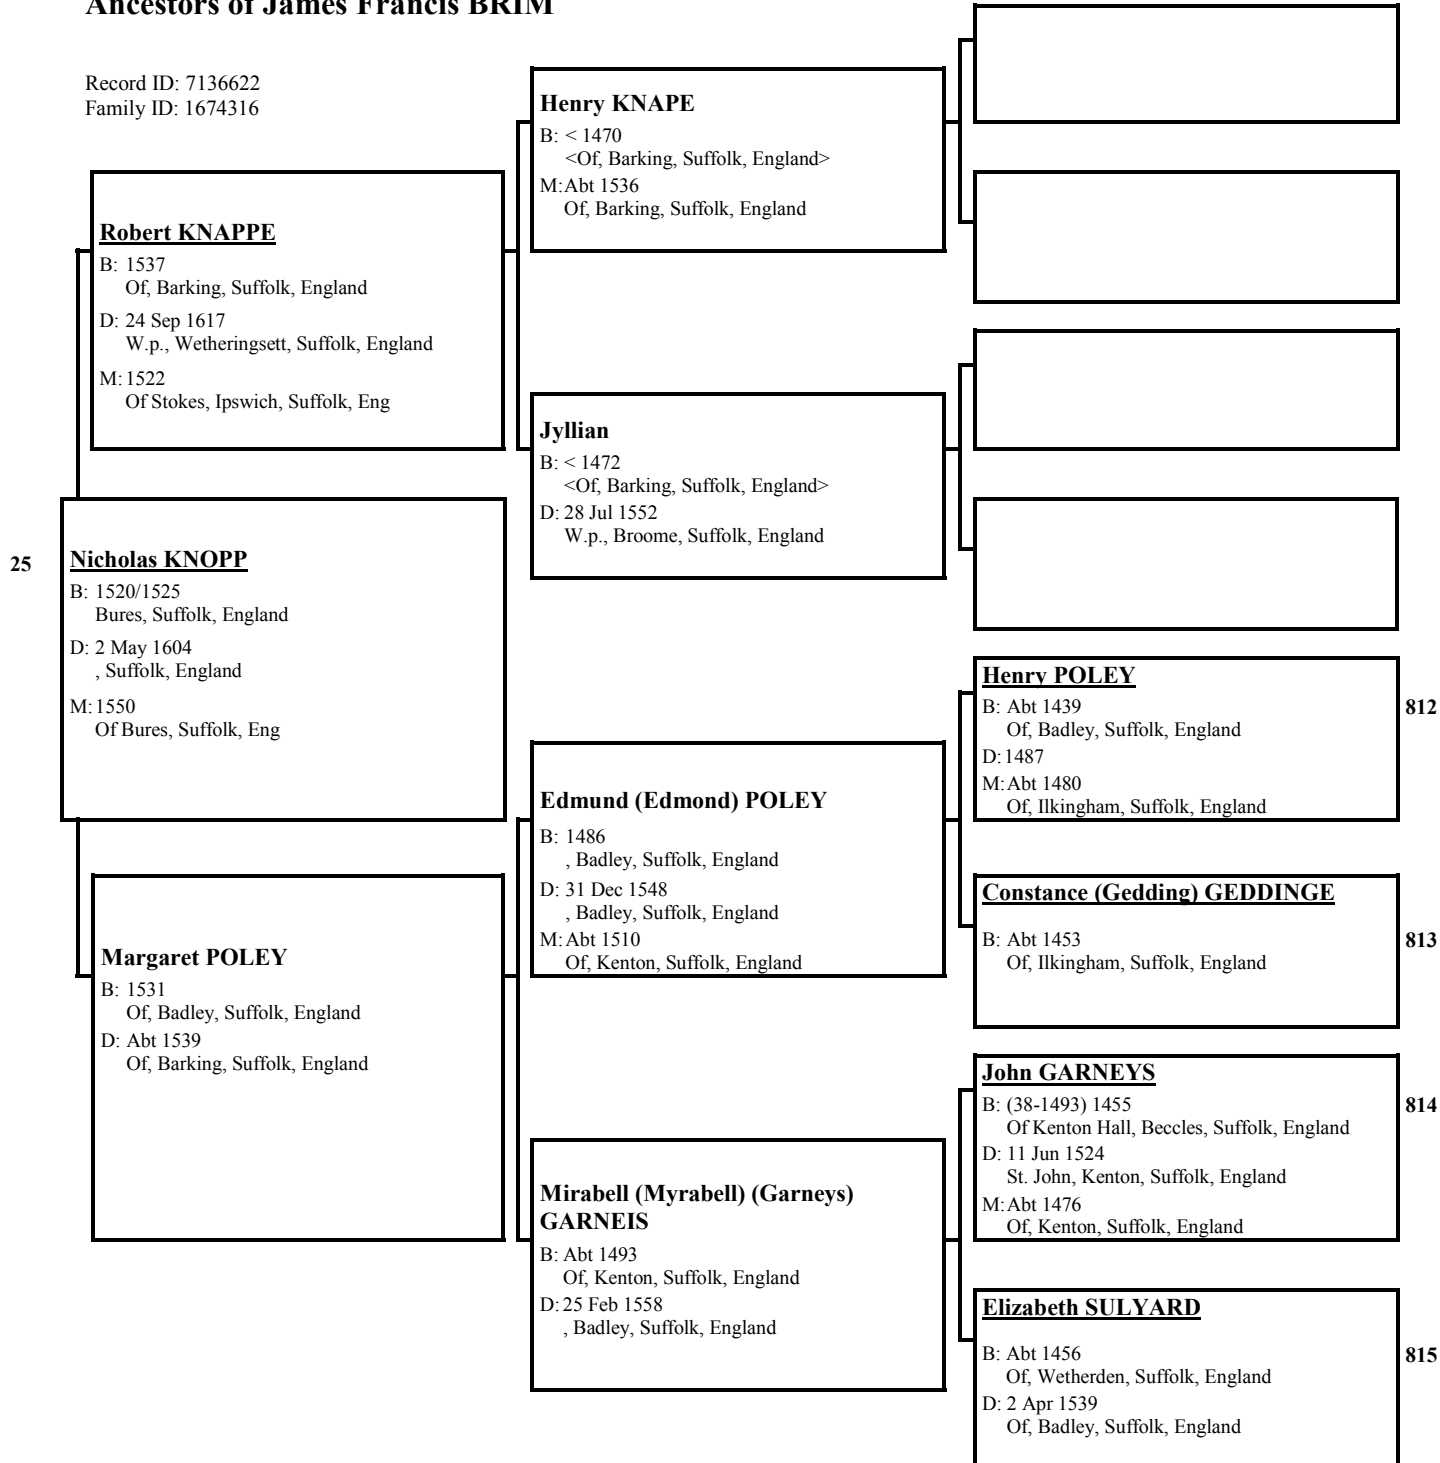 Ancestors of James Francis BRIM
Record ID: 7136622
Family ID: 1674316
Robert KNAPPE
B: 1537
Of, Barking, Suffolk, England
D: 24 Sep 1617
W.p., Wetheringsett, Suffolk, England
M: 1522
Of Stokes, Ipswich, Suffolk, Eng
25
Nicholas KNOPP
B: 1520/1525
Bures, Suffolk, England
D: 2 May 1604
, Suffolk, England
M: 1550
Of Bures, Suffolk, Eng
Margaret POLEY
B: 1531
Of, Badley, Suffolk, England
D: Abt 1539
Of, Barking, Suffolk, England
Henry KNAPE
B: < 1470
<Of, Barking, Suffolk, England>
M: Abt 1536
Of, Barking, Suffolk, England
Jyllian
B: < 1472
<Of, Barking, Suffolk, England>
D: 28 Jul 1552
W.p., Broome, Suffolk, England
Edmund (Edmond) POLEY
B: 1486
, Badley, Suffolk, England
D: 31 Dec 1548
, Badley, Suffolk, England
M: Abt 1510
Of, Kenton, Suffolk, England
Mirabell (Myrabell) (Garneys)
GARNEIS
B: Abt 1493
Of, Kenton, Suffolk, England
D: 25 Feb 1558
, Badley, Suffolk, England
Henry POLEY
B: Abt 1439
Of, Badley, Suffolk, England
D: 1487
M: Abt 1480
Of, Ilkingham, Suffolk, England
812
Constance (Gedding) GEDDINGE
B: Abt 1453
Of, Ilkingham, Suffolk, England
813
John GARNEYS
B: (38-1493) 1455
Of Kenton Hall, Beccles, Suffolk, England
D: 11 Jun 1524
St. John, Kenton, Suffolk, England
M: Abt 1476
Of, Kenton, Suffolk, England
814
Elizabeth SULYARD
B: Abt 1456
Of, Wetherden, Suffolk, England
D: 2 Apr 1539
Of, Badley, Suffolk, England
815